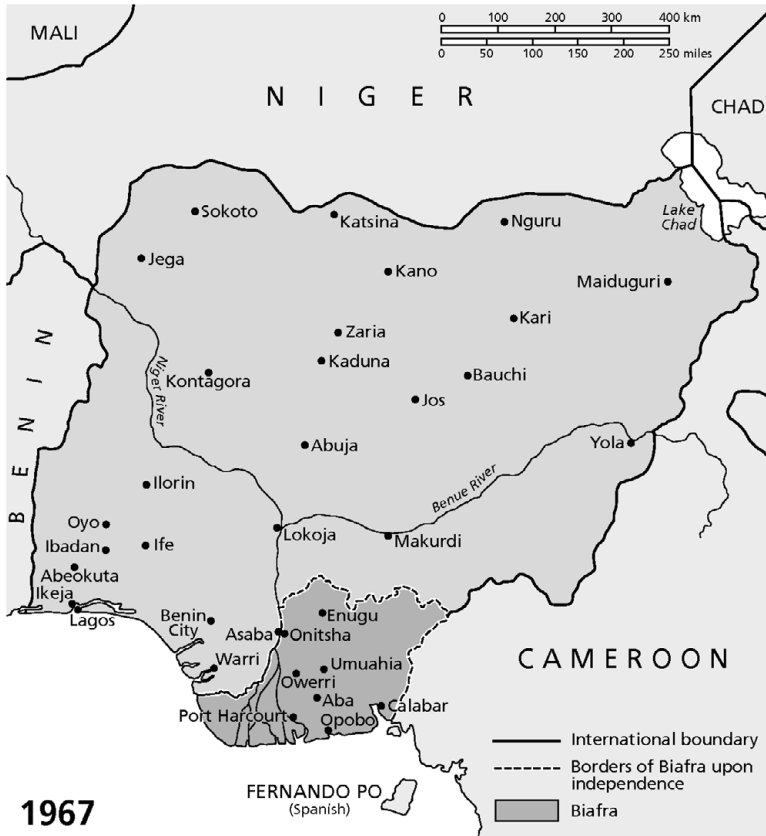 MALI
0 100 200 300 400 km
0 50 100 150 200 250 miles
NIGER
CHAD
Lake
Chad
Sokoto
Katsina
Nguru
Jega
Kano
Maiduguri
Kari
Zaria
Kaduna
Niger River
Kontagora
Bauchi
Jos
BENIN
Abuja
Yola
Benue River
Ilorin
Oyo
Lokoja
Makurdi
Ibadan
Ife
Abeokuta
Ikeja
Lagos
Benin
City
Enugu
Asaba
Onitsha
Warri
Umuahia
Owerri
CAMEROON
Aba
Calabar
Port Harcourt
Opobo
International boundary
Borders of Biafra upon
independence
Biafra
FERNANDO PO
(Spanish)
1967